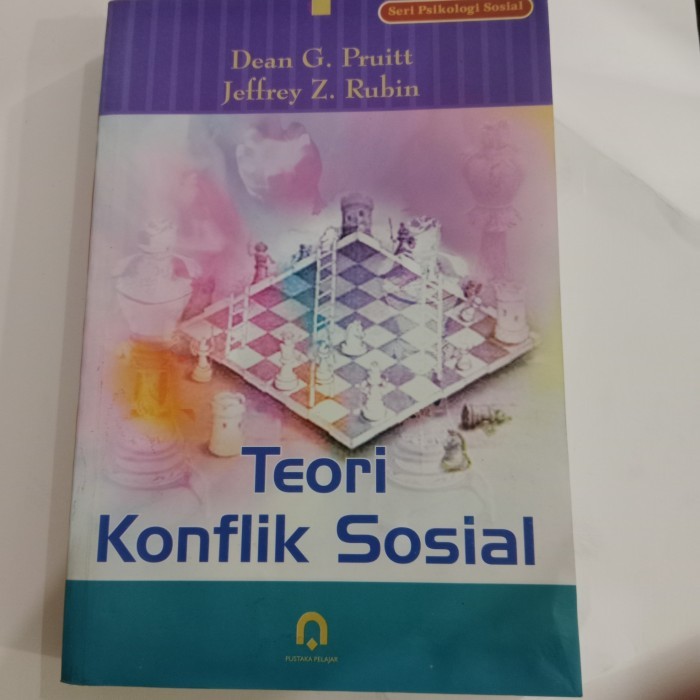 Seri Psikologi Sosial
Dean G. Pruitt
Jeffrey Z. Rubin
Teori
Konflik Sosial
PUSTAKA PELAJAR